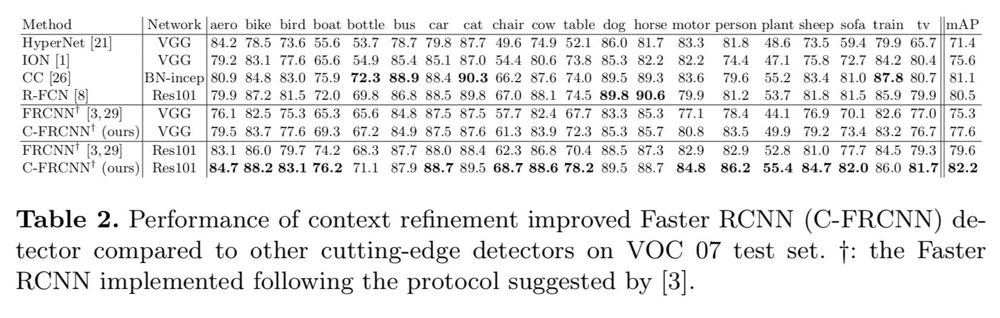 Method Network aero bike bird boat bottle bus car cat chair cow table dog horse motor person plant sheep sofa train tv mAP
HyperNet [21] VGG 84.2 78.5 73.6 55.6 53.7 78.7 79.8 87.7 49.6 74.9 52.1 86.0 81.7 83.3 81.8 48.6 73.5 59.4 79.9 65.7 71.4
ION [1] VGG 79.2 83.1 77.6 65.6 54.9 85.4 85.1 87.0 54.4 80.6 73.8 85.3 82.2 82.2 74.4 47.1 75.8 72.7 84.2 80.4 75.6
CC [26] BN-incep 80.9 84.8 83.0 75.9 72.3 88.9 88.4 90.3 66.2 87.6 74.0 89.5 89.3 83.6 79.6 55.2 83.4 81.0 87.8 80.7 81.1
R-FCN [8] Res101 79.9 87.2 81.5 72.0 69.8 86.8 88.5 89.8 67.0 88.1 74.5 89.8 90.6 79.9 81.2 53.7 81.8 81.5 85.9 79.9 80.5
FRCNN† [3,29] VGG 76.1 82.5 75.3 65.3 65.6 84.8 87.5 87.5 57.7 82.4 67.7 83.3 85.3 77.1 78.4 44.1 76.9 70.1 82.6 77.0 75.3
C-FRCNN† (ours) VGG 79.5 83.7 77.6 69.3 67.2 84.9 87.5 87.6 61.3 83.9 72.3 85.3 85.7 80.8 83.5 49.9 79.2 73.4 83.2 76.7 77.6
FRCNN† [3,29] Res101 83.1 86.0 79.7 74.2 68.3 87.7 88.0 88.4 62.3 86.8 70.4 88.5 87.3 82.9 82.9 52.8 81.0 77.7 84.5 79.3 79.6
C-FRCNN† (ours) Res101 84.7 88.2 83.1 76.2 71.1 87.9 88.7 89.5 68.7 88.6 78.2 89.5 88.7 84.8 86.2 55.4 84.7 82.0 86.0 81.7 82.2
Table 2. Performance of context refinement improved Faster RCNN (C-FRCNN) de-
tector compared to other cutting-edge detectors on VOC 07 test set. †: the Faster
RCNN implemented following the protocol suggested by [3].